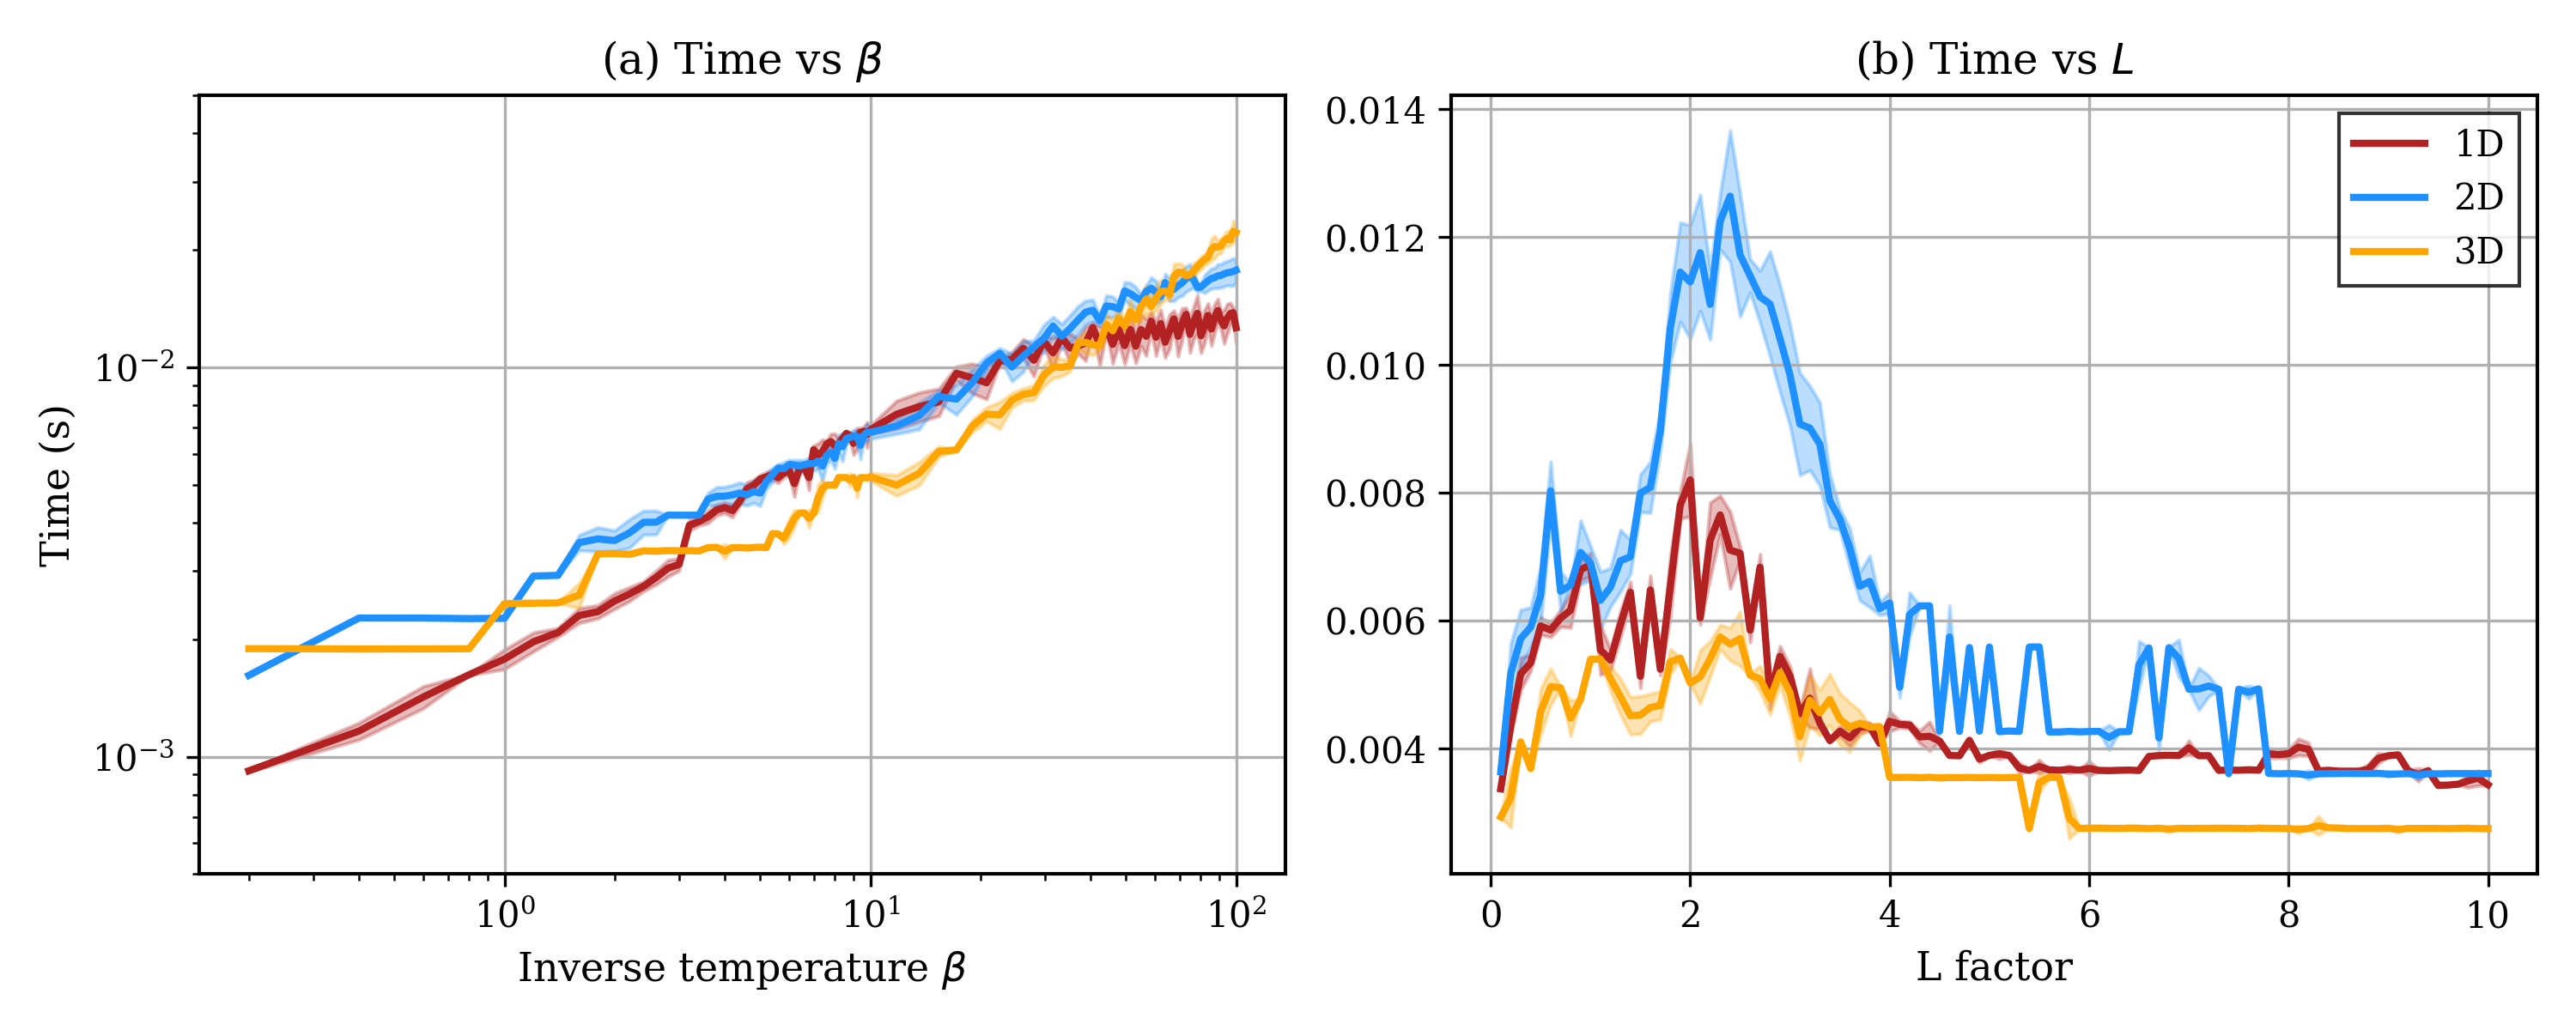 (a) Time vs β
Time (s)
10⁻²
10⁻³
10⁰
10¹
10²
Inverse temperature β
(b) Time vs L
0.014
0.012
0.010
0.008
0.006
0.004
0
2
4
6
8
10
L factor
1D
2D
3D